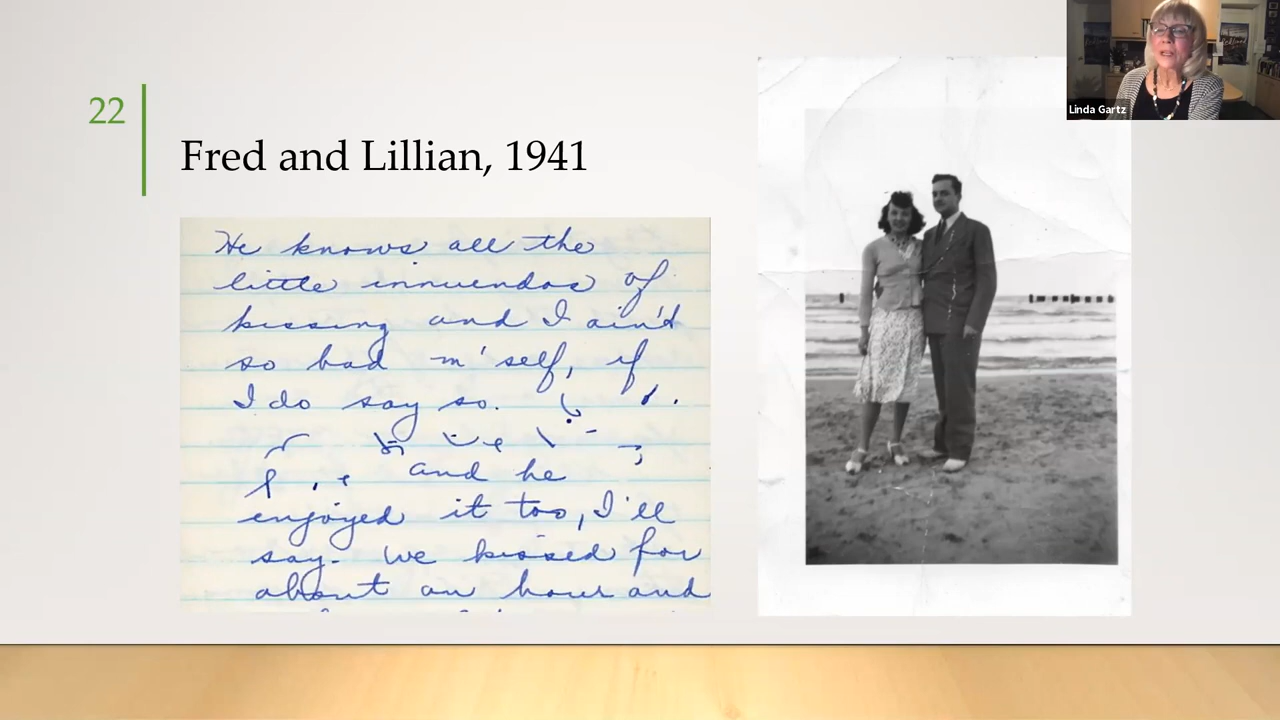 22
Fred and Lillian, 1941
He knows all the
little innuendos of
kissing and I ain't
so bad m'self, if
I do say so.
and he
enjoyed it too, I'll
say. We kissed for
about an hour and
Linda Gartz